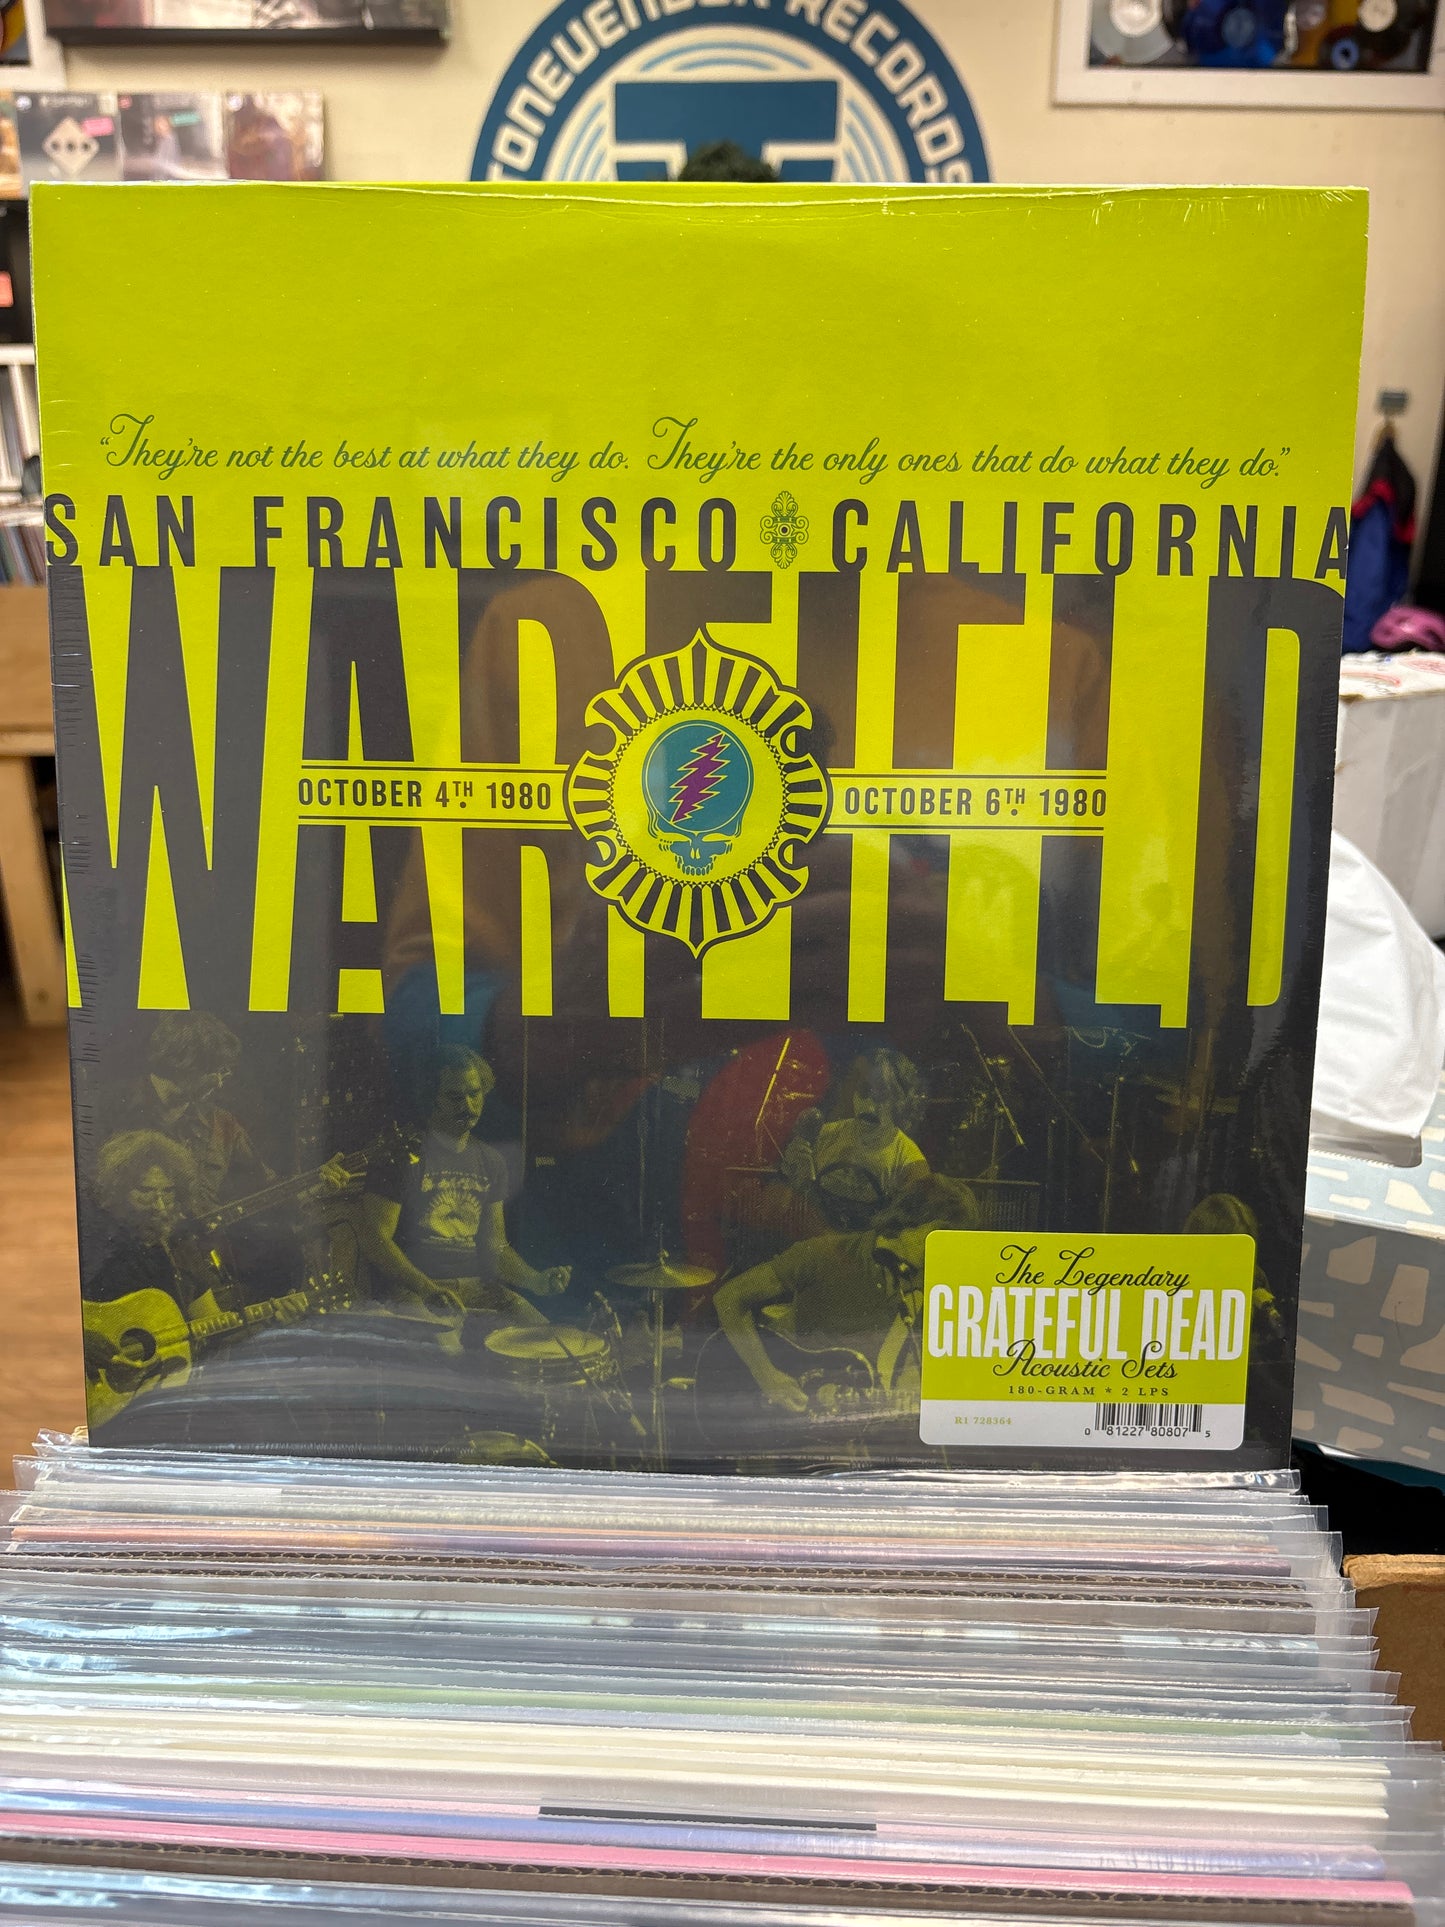 TONEVENDOR RECORDS
"They're not the best at what they do. They're the only ones that do what they do."
SAN FRANCISCO CALIFORNIA
WARFIELD
OCTOBER 4TH. 1980 OCTOBER 6TH. 1980
The Legendary
GRATEFUL DEAD
Acoustic Sets
180-GRAM * 2 LPS
R1 728364
0 81227 80807 5